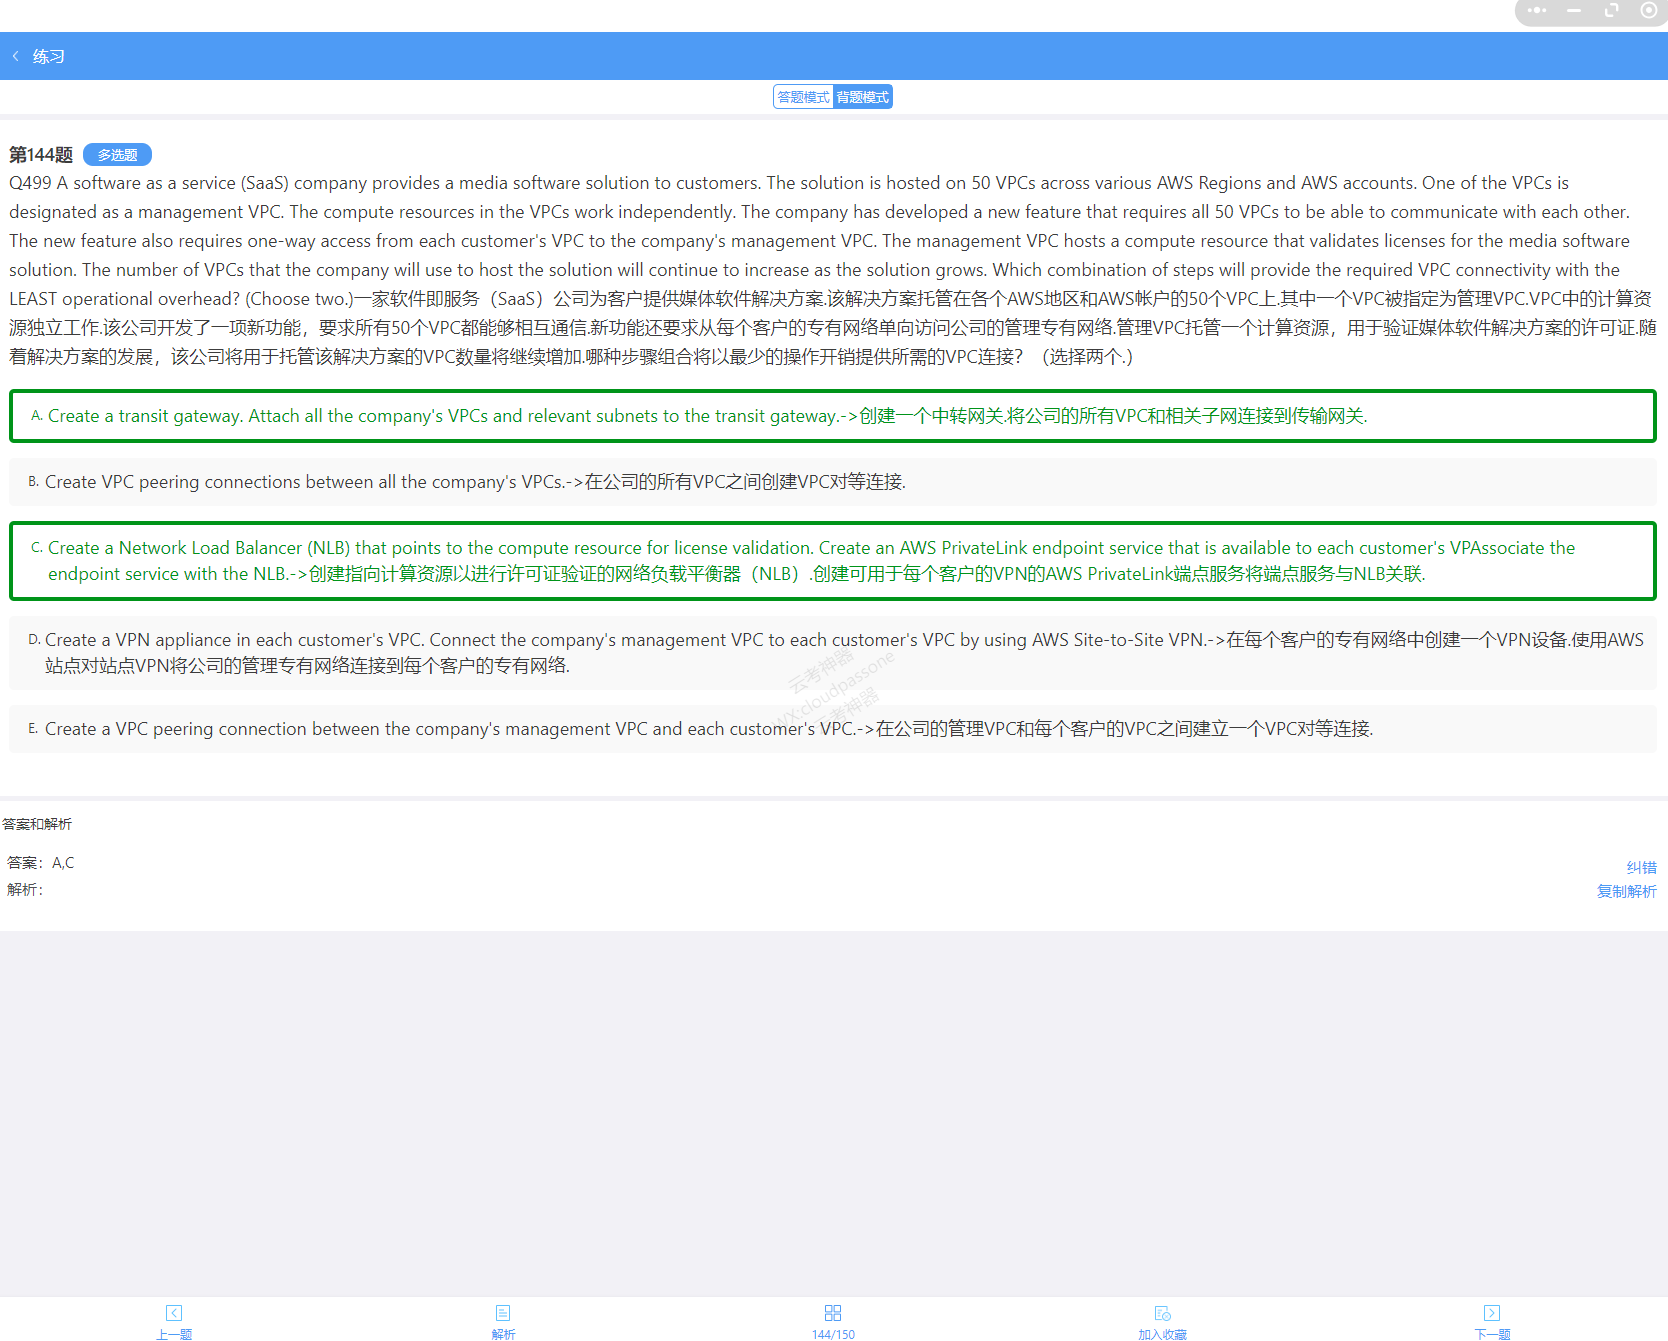 练习
答题模式 背题模式
第144题 多选题
Q499 A software as a service (SaaS) company provides a media software solution to customers. The solution is hosted on 50 VPCs across various AWS Regions and AWS accounts. One of the VPCs is
designated as a management VPC. The compute resources in the VPCs work independently. The company has developed a new feature that requires all 50 VPCs to be able to communicate with each other.
The new feature also requires one-way access from each customer's VPC to the company's management VPC. The management VPC hosts a compute resource that validates licenses for the media software
solution. The number of VPCs that the company will use to host the solution will continue to increase as the solution grows. Which combination of steps will provide the required VPC connectivity with the
LEAST operational overhead? (Choose two.)一家软件即服务（SaaS）公司为客户提供媒体软件解决方案.该解决方案托管在各个AWS地区和AWS帐户的50个VPC上.其中一个VPC被指定为管理VPC.VPC中的计算资
源独立工作.该公司开发了一项新功能，要求所有50个VPC都能够相互通信.新功能还要求从每个客户的专有网络单向访问公司的管理专有网络.管理VPC托管一个计算资源，用于验证媒体软件解决方案的许可证.随
着解决方案的发展，该公司将用于托管该解决方案的VPC数量将继续增加.哪种步骤组合将以最少的操作开销提供所需的VPC连接？（选择两个.）
A. Create a transit gateway. Attach all the company's VPCs and relevant subnets to the transit gateway.->创建一个中转网关.将公司的所有VPC和相关子网连接到传输网关.
B. Create VPC peering connections between all the company's VPCs.->在公司的所有VPC之间创建VPC对等连接.
C. Create a Network Load Balancer (NLB) that points to the compute resource for license validation. Create an AWS PrivateLink endpoint service that is available to each customer's VPAssociate the
endpoint service with the NLB.->创建指向计算资源以进行许可证验证的网络负载平衡器（NLB）.创建可用于每个客户的VPN的AWS PrivateLink端点服务将端点服务与NLB关联.
D. Create a VPN appliance in each customer's VPC. Connect the company's management VPC to each customer's VPC by using AWS Site-to-Site VPN.->在每个客户的专有网络中创建一个VPN设备.使用AWS
站点对站点VPN将公司的管理专有网络连接到每个客户的专有网络.
云考神器
WX:cloudpassone
云考神器
E. Create a VPC peering connection between the company's management VPC and each customer's VPC.->在公司的管理VPC和每个客户的VPC之间建立一个VPC对等连接.
答案和解析
答案：A,C
纠错
解析：
复制解析
上一题 解析 144/150 加入收藏 下一题